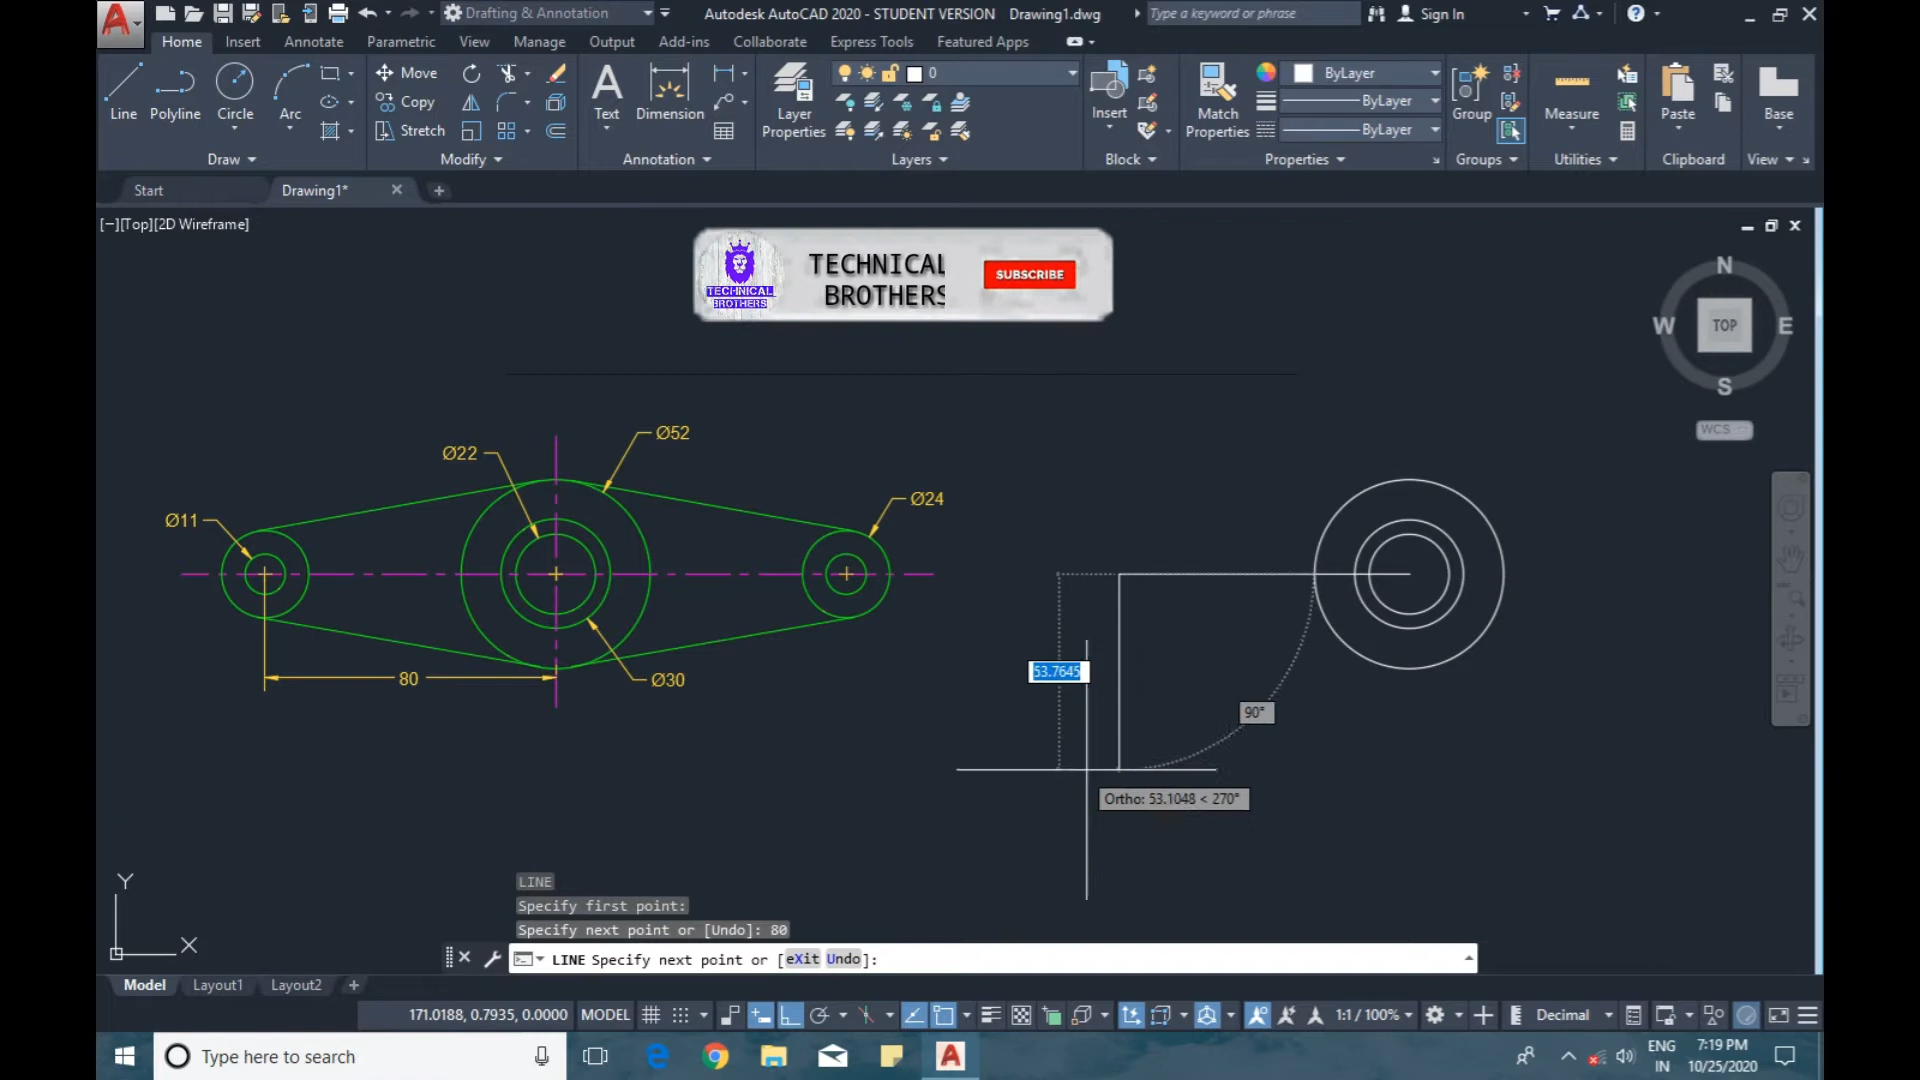 Drafting & Annotation
Autodesk AutoCAD 2020 - STUDENT VERSION Drawing1.dwg
Type a keyword or phrase
Sign In
Home Insert Annotate Parametric View Manage Output Add-ins Collaborate Express Tools Featured Apps
Line Polyline Circle Arc
Move
Copy
Stretch
Text Dimension
Layer Properties
0
Insert
Match Properties
ByLayer
ByLayer
ByLayer
Group
Measure
Paste
Base
Draw Modify Annotation Layers Block Properties Groups Utilities Clipboard View
Start Drawing1*
[−][Top][2D Wireframe]
TECHNICAL
BROTHERS
TECHNICAL
BROTHERS
SUBSCRIBE
N
W TOP E
S
WCS
Ø52
Ø22
Ø24
Ø11
80
Ø30
53.7645
90°
Ortho: 53.1048 < 270°
Y
X
LINE
Specify first point:
Specify next point or [Undo]: 80
LINE Specify next point or [eXit Undo]:
Model Layout1 Layout2
171.0188, 0.7935, 0.0000 MODEL
1:1 / 100%
Decimal
Type here to search
ENG
IN
7:19 PM
10/25/2020